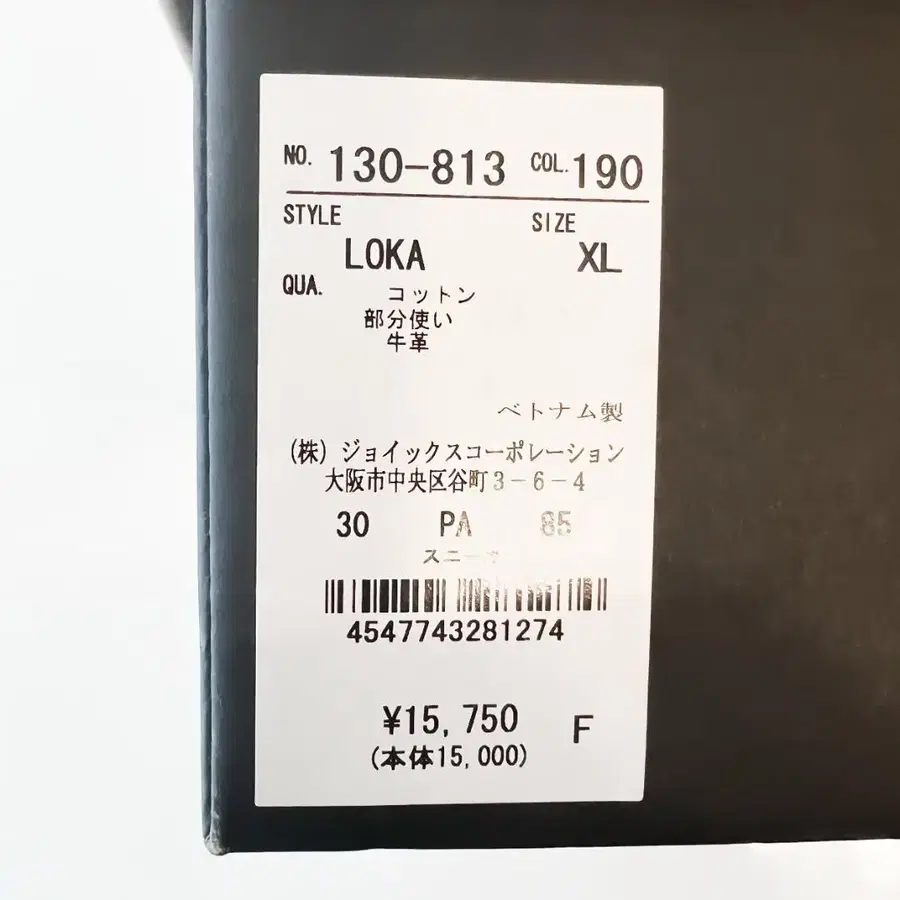 NO. 130-813 COL. 190
STYLE SIZE
LOKA XL
QUA. コットン
部分使い
牛革
ベトナム製
(株) ジョイックスコーポレーション
大阪市中央区谷町3-6-4
30 PA 85
4547743281274
¥15,750 F
(本体15,000)